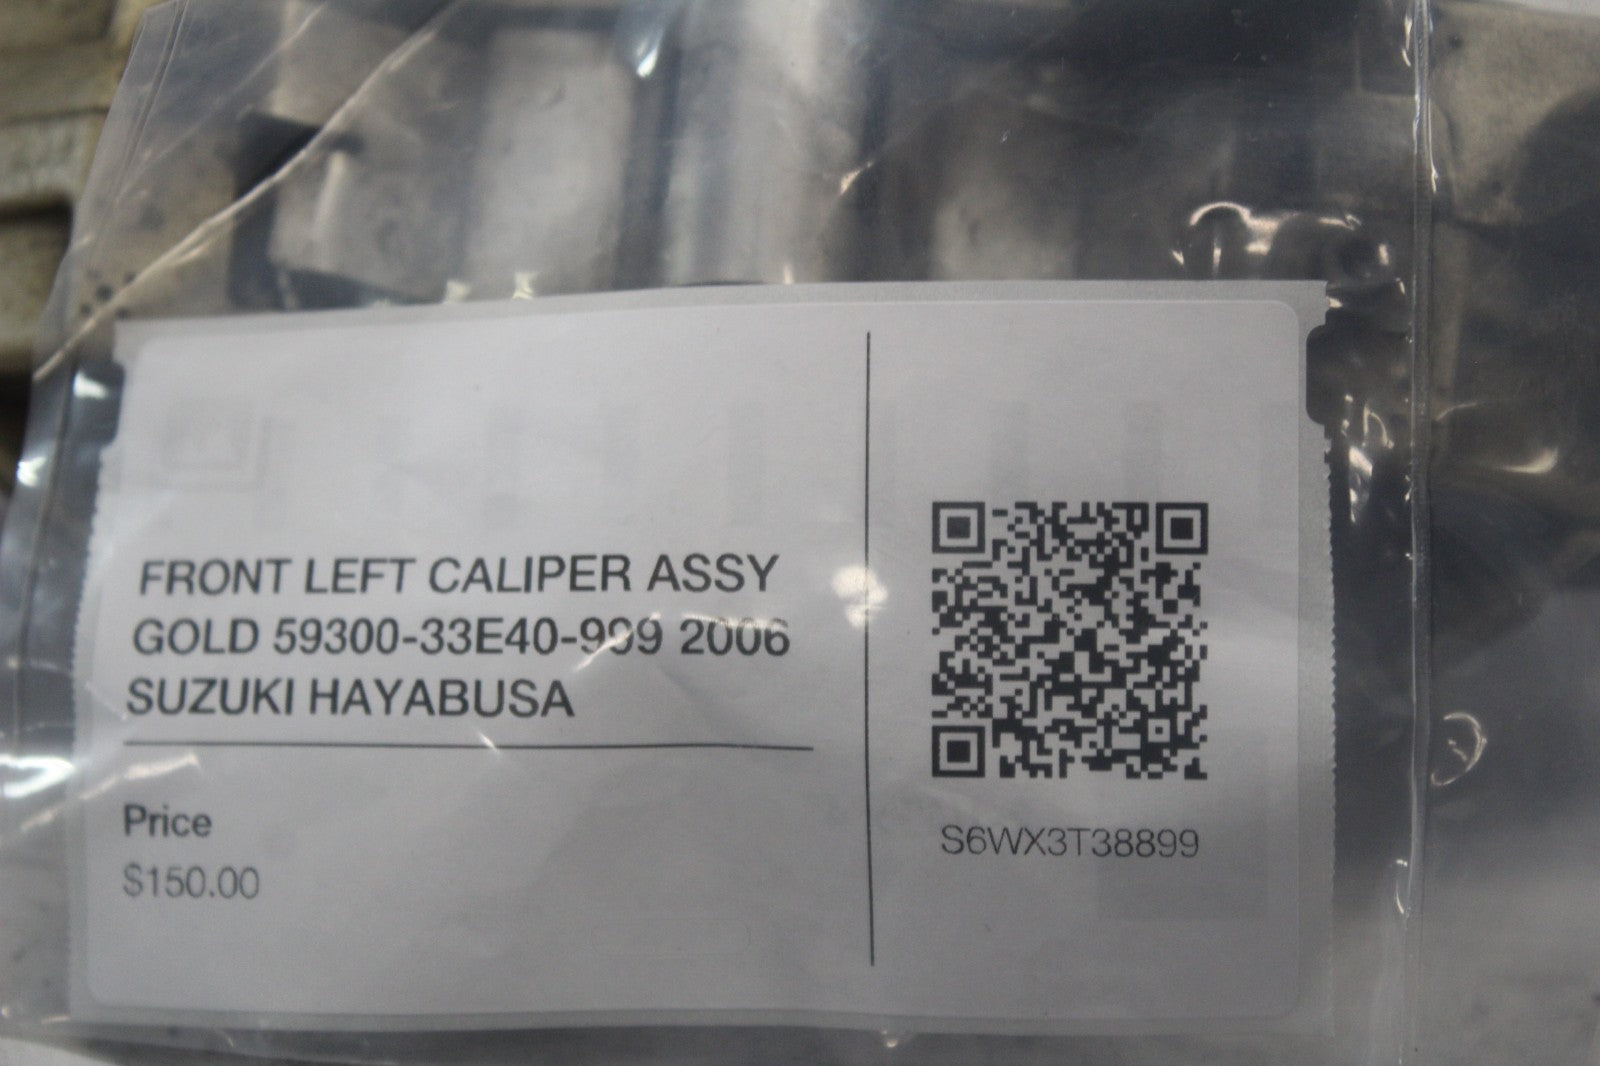 FRONT LEFT CALIPER ASSY
GOLD 59300-33E40-999 2006
SUZUKI HAYABUSA
Price
$150.00
S6WX3T38899